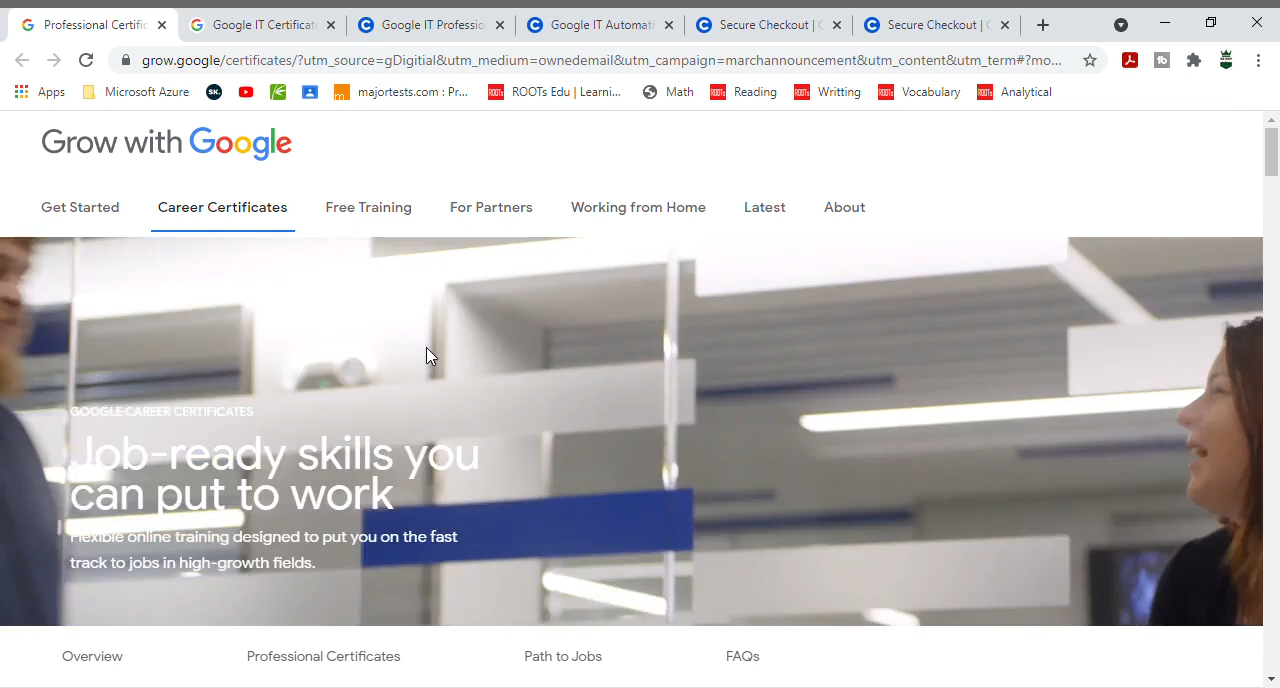 Professional Certific
Google IT Certificat
Google IT Professio
Google IT Automati
Secure Checkout | C
Secure Checkout | C
grow.google/certificates/?utm_source=gDigitial&utm_medium=ownedemail&utm_campaign=marchannouncement&utm_content&utm_term#?mo...
Apps
Microsoft Azure
SK.
majortests.com : Pr...
ROOTs Edu | Learni...
Math
Reading
Writting
Vocabulary
Analytical
Grow with Google
Get Started
Career Certificates
Free Training
For Partners
Working from Home
Latest
About
GOOGLE CAREER CERTIFICATES
Job-ready skills you
can put to work
Flexible online training designed to put you on the fast
track to jobs in high-growth fields.
Overview
Professional Certificates
Path to Jobs
FAQs